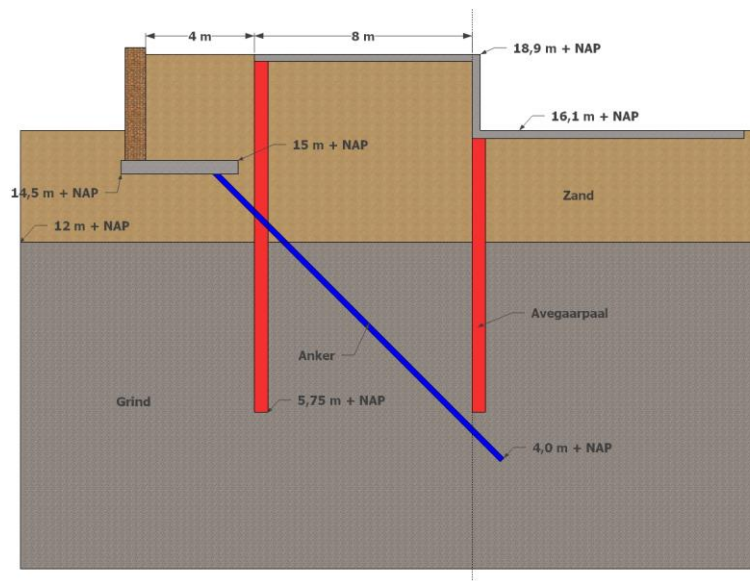 4 m
8 m
18,9 m + NAP
16,1 m + NAP
15 m + NAP
14,5 m + NAP
Zand
12 m + NAP
Avegaarpaal
Anker
Grind
5,75 m + NAP
4,0 m + NAP